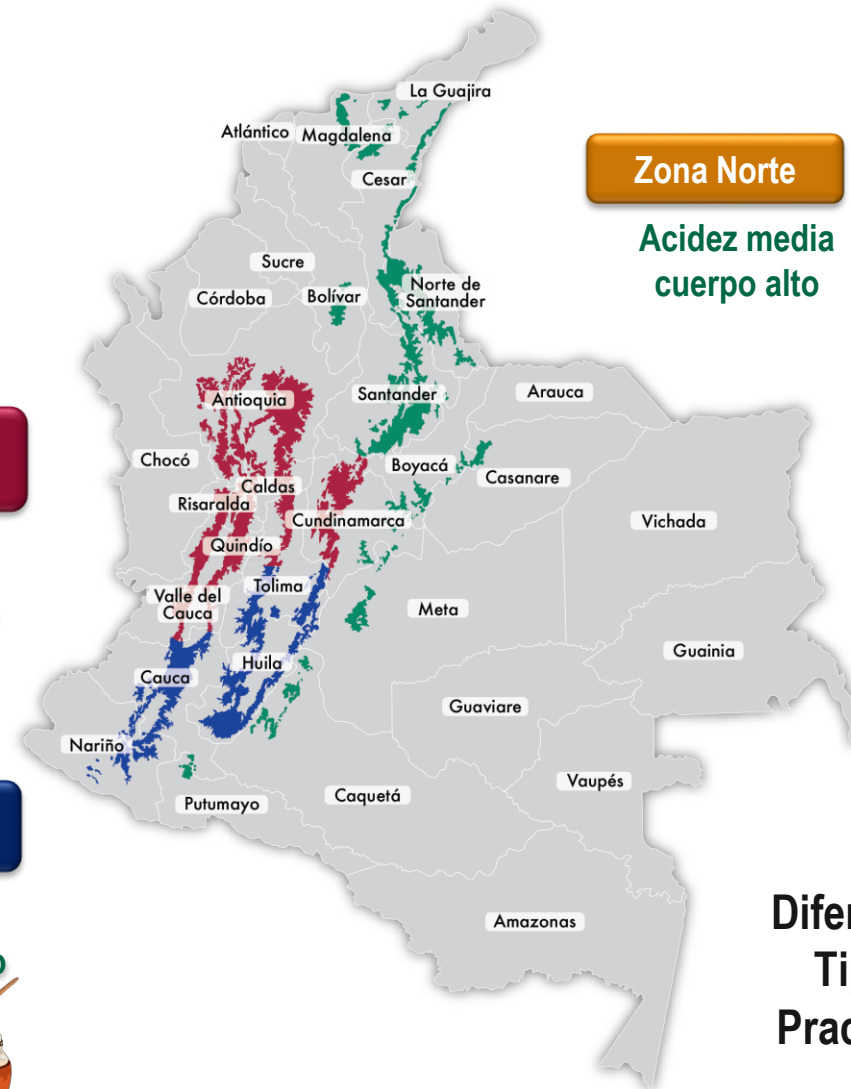 La Guajira
Atlántico
Magdalena
Cesar
Zona Norte
Acidez media
cuerpo alto
Sucre
Córdoba
Bolívar
Norte de
Santander
Antioquia
Santander
Arauca
Chocó
Boyacá
Casanare
Caldas
Risaralda
Cundinamarca
Vichada
Quindío
Tolima
Valle del
Cauca
Meta
Guainia
Huila
Cauca
Guaviare
Nariño
Vaupés
Caquetá
Putumayo
Amazonas